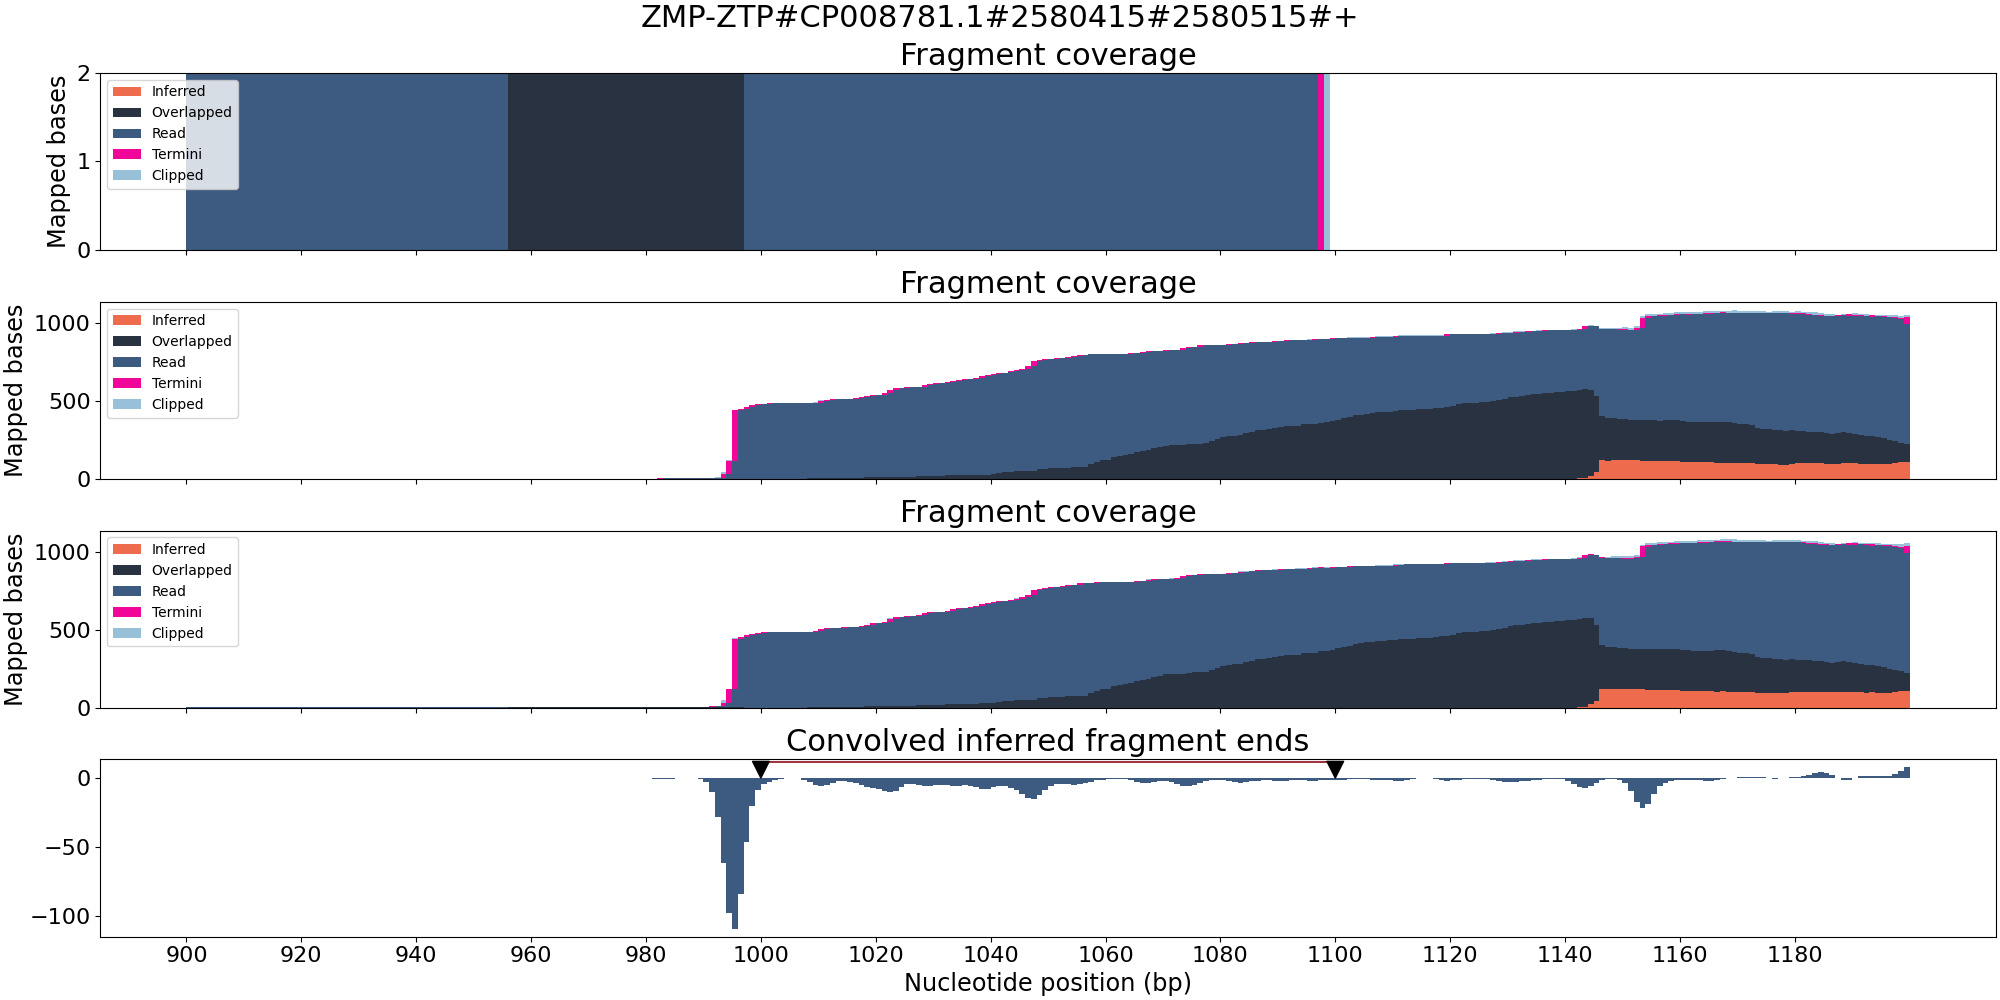 ZMP-ZTP#CP008781.1#2580415#2580515#+
Fragment coverage
Mapped bases
2
1
0
Inferred
Overlapped
Read
Termini
Clipped
Fragment coverage
Mapped bases
1000
500
0
Inferred
Overlapped
Read
Termini
Clipped
Fragment coverage
Mapped bases
1000
500
0
Inferred
Overlapped
Read
Termini
Clipped
Convolved inferred fragment ends
0
−50
−100
900 920 940 960 980 1000 1020 1040 1060 1080 1100 1120 1140 1160 1180
Nucleotide position (bp)